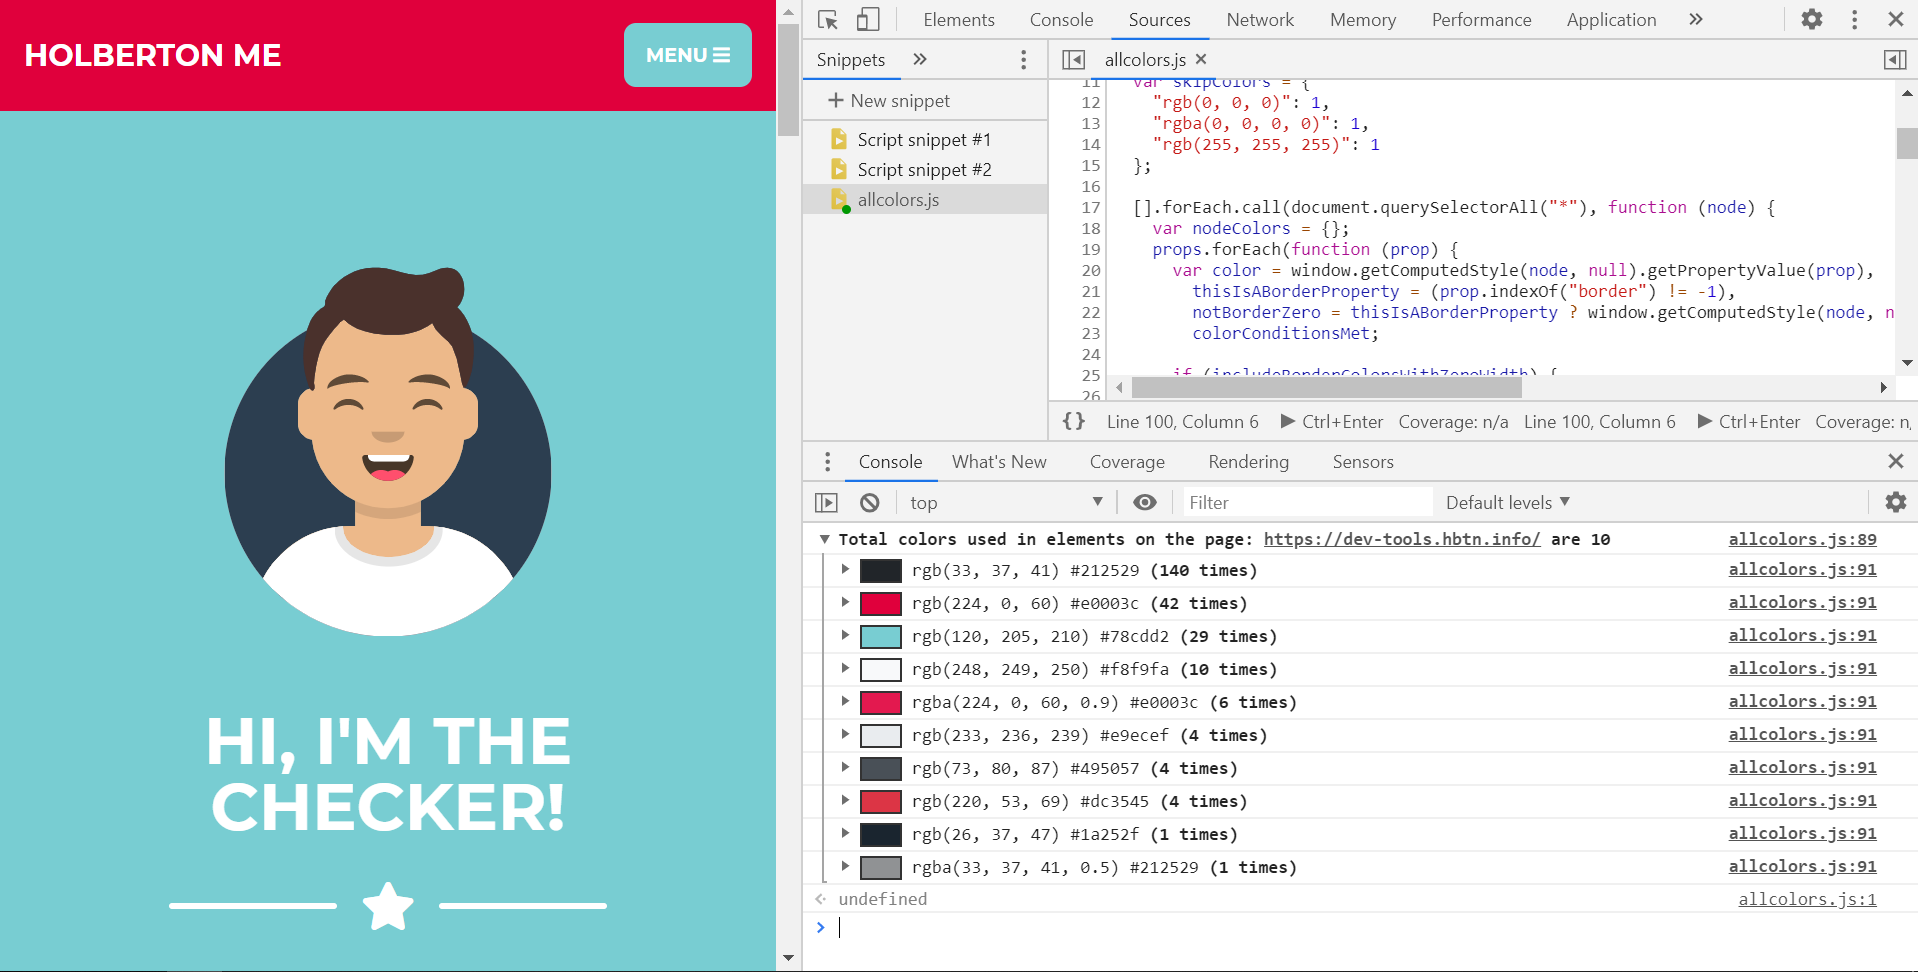 HOLBERTON ME
MENU
HI, I'M THE
CHECKER!
Elements Console Sources Network Memory Performance Application »
Snippets »
allcolors.js ×
+ New snippet
Script snippet #1
Script snippet #2
allcolors.js
11 var skipColors = {
12 "rgb(0, 0, 0)": 1,
13 "rgba(0, 0, 0, 0)": 1,
14 "rgb(255, 255, 255)": 1
15 };
16
17 [].forEach.call(document.querySelectorAll("*"), function (node) {
18 var nodeColors = {};
19 props.forEach(function (prop) {
20 var color = window.getComputedStyle(node, null).getPropertyValue(prop),
21 thisIsABorderProperty = (prop.indexOf("border") != -1),
22 notBorderZero = thisIsABorderProperty ? window.getComputedStyle(node, n
23 colorConditionsMet;
24
25 if (includeBorderColorsWithZeroWidth) {
26
{} Line 100, Column 6 ▶ Ctrl+Enter Coverage: n/a Line 100, Column 6 ▶ Ctrl+Enter Coverage: n/
Console What's New Coverage Rendering Sensors
top Filter Default levels
Total colors used in elements on the page: https://dev-tools.hbtn.info/ are 10 allcolors.js:89
rgb(33, 37, 41) #212529 (140 times) allcolors.js:91
rgb(224, 0, 60) #e0003c (42 times) allcolors.js:91
rgb(120, 205, 210) #78cdd2 (29 times) allcolors.js:91
rgb(248, 249, 250) #f8f9fa (10 times) allcolors.js:91
rgba(224, 0, 60, 0.9) #e0003c (6 times) allcolors.js:91
rgb(233, 236, 239) #e9ecef (4 times) allcolors.js:91
rgb(73, 80, 87) #495057 (4 times) allcolors.js:91
rgb(220, 53, 69) #dc3545 (4 times) allcolors.js:91
rgb(26, 37, 47) #1a252f (1 times) allcolors.js:91
rgba(33, 37, 41, 0.5) #212529 (1 times) allcolors.js:91
undefined allcolors.js:1